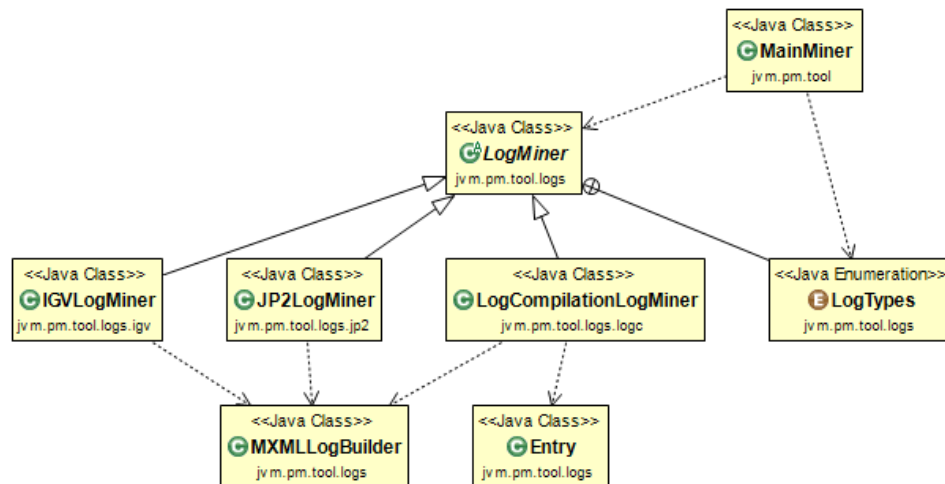 <<Java Class>>
MainMiner
jvm.pm.tool
<<Java Class>>
LogMiner
jvm.pm.tool.logs
<<Java Class>>
IGVLogMiner
jvm.pm.tool.logs.igv
<<Java Class>>
JP2LogMiner
jvm.pm.tool.logs.jp2
<<Java Class>>
LogCompilationLogMiner
jvm.pm.tool.logs.logc
<<Java Enumeration>>
LogTypes
jvm.pm.tool.logs
<<Java Class>>
MXMLLogBuilder
jvm.pm.tool.logs
<<Java Class>>
Entry
jvm.pm.tool.logs